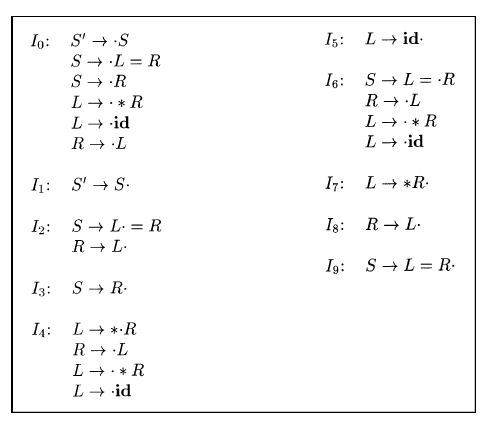 I₀: S′ → ·S
S → ·L = R
S → ·R
L → ·∗R
L → ·id
R → ·L
I₁: S′ → S·
I₂: S → L· = R
R → L·
I₃: S → R·
I₄: L → ∗·R
R → ·L
L → ·∗R
L → ·id
I₅: L → id·
I₆: S → L = ·R
R → ·L
L → ·∗R
L → ·id
I₇: L → ∗R·
I₈: R → L·
I₉: S → L = R·